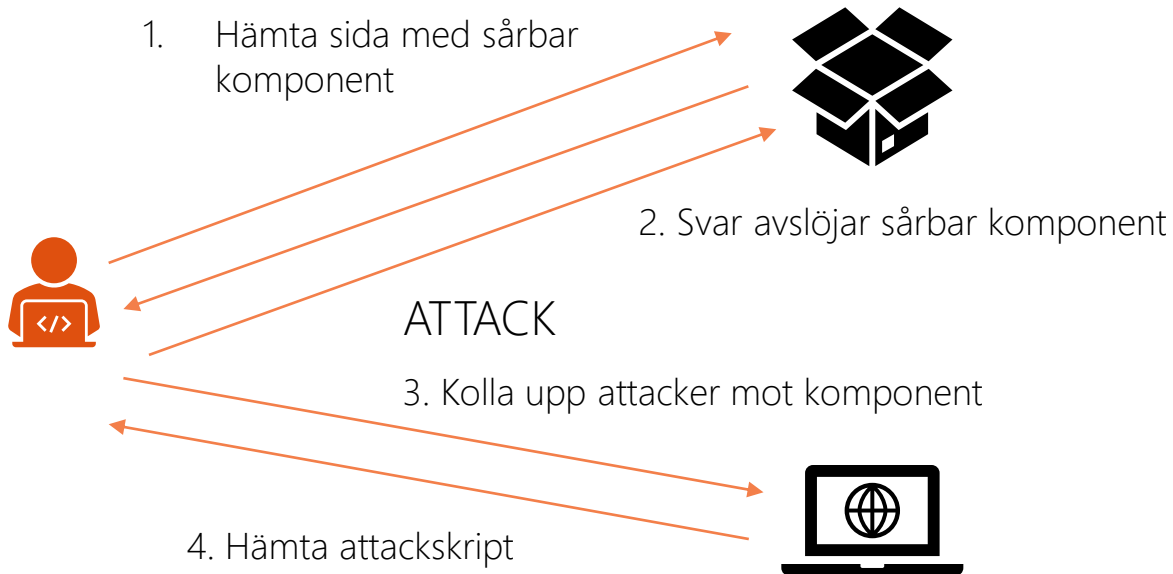 1. Hämta sida med sårbar
komponent
2. Svar avslöjar sårbar komponent
</>
ATTACK
3. Kolla upp attacker mot komponent
4. Hämta attackskript